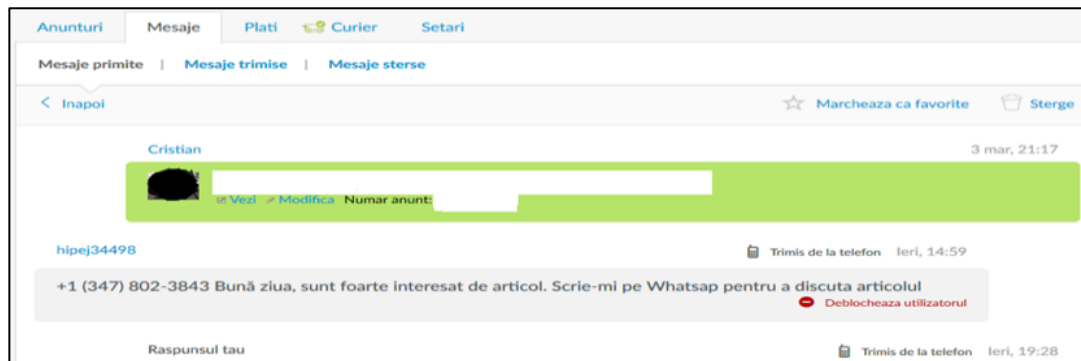 Anunturi Mesaje Plati Curier Setari
Mesaje primite | Mesaje trimise | Mesaje sterse
< Inapoi Marcheaza ca favorite Sterge
Cristian 3 mar, 21:17
Vezi Modifica Numar anunt:
hipej34498 Trimis de la telefon Ieri, 14:59
+1 (347) 802-3843 Bună ziua, sunt foarte interesat de articol. Scrie-mi pe Whatsap pentru a discuta articolul
Deblocheaza utilizatorul
Raspunsul tau Trimis de la telefon Ieri, 19:28